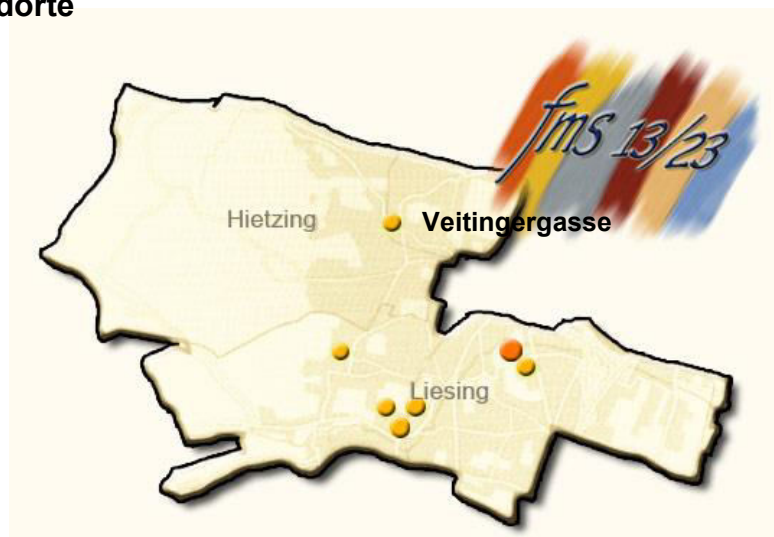 dorte
fms 13/23
Hietzing
Veitingergasse
Liesing